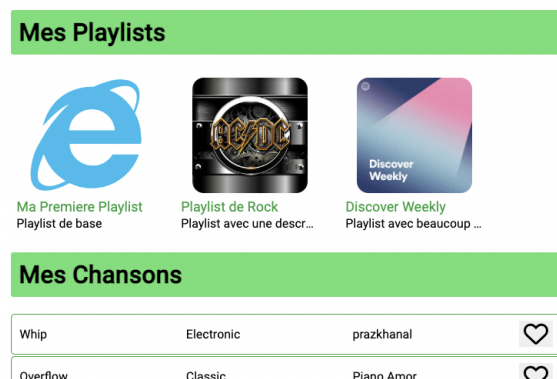 Mes Playlists
AC/DC
Discover
Weekly
Ma Premiere Playlist
Playlist de Rock
Discover Weekly
Playlist de base
Playlist avec une descr...
Playlist avec beaucoup ...
Mes Chansons
Whip
Electronic
prazkhanal
Overflow
Classic
Piano Amor